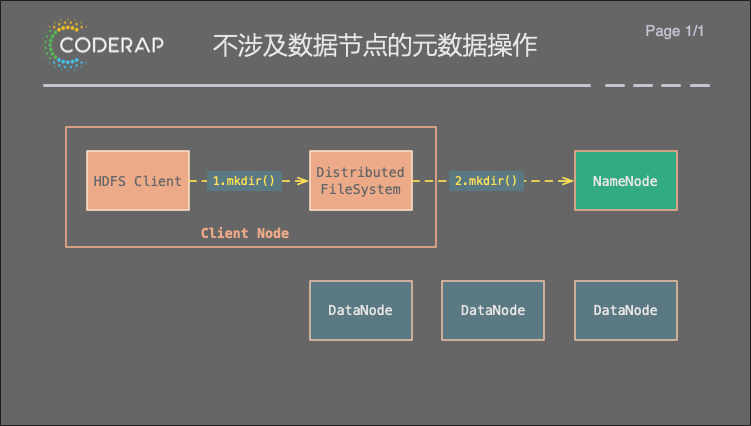 CODERAP
不涉及数据节点的元数据操作
Page 1/1
HDFS Client
1.mkdir()
Distributed
FileSystem
2.mkdir()
NameNode
Client Node
DataNode
DataNode
DataNode